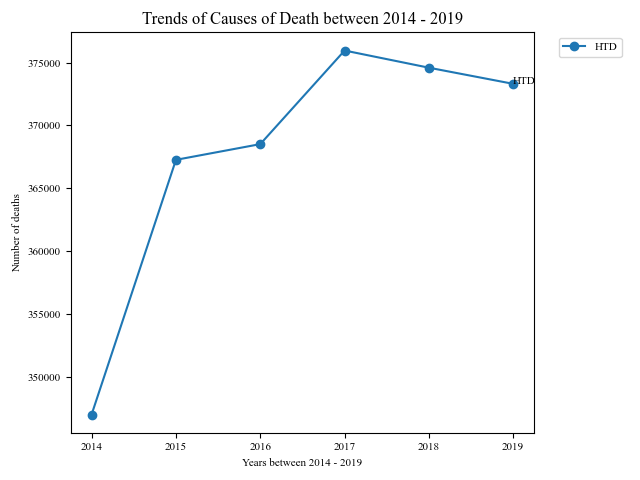 Trends of Causes of Death between 2014 - 2019
HTD
HTD
375000
370000
365000
360000
355000
350000
Number of deaths
2014 2015 2016 2017 2018 2019
Years between 2014 - 2019